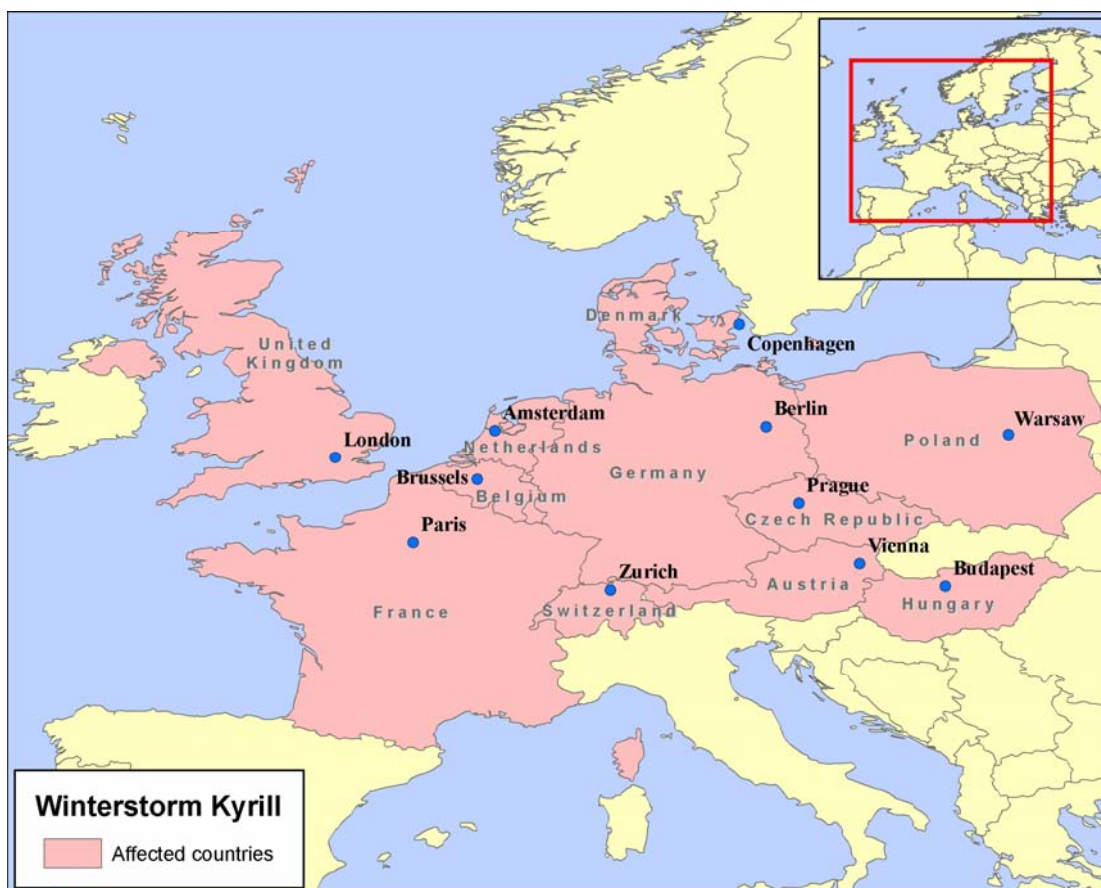 Denmark
Copenhagen
United
Kingdom
Amsterdam
Netherlands
Berlin
Warsaw
Poland
London
Brussels
Belgium
Germany
Prague
Czech Republic
Paris
Vienna
Zurich
Austria
Budapest
Hungary
France
Switzerland
Winterstorm Kyrill
Affected countries